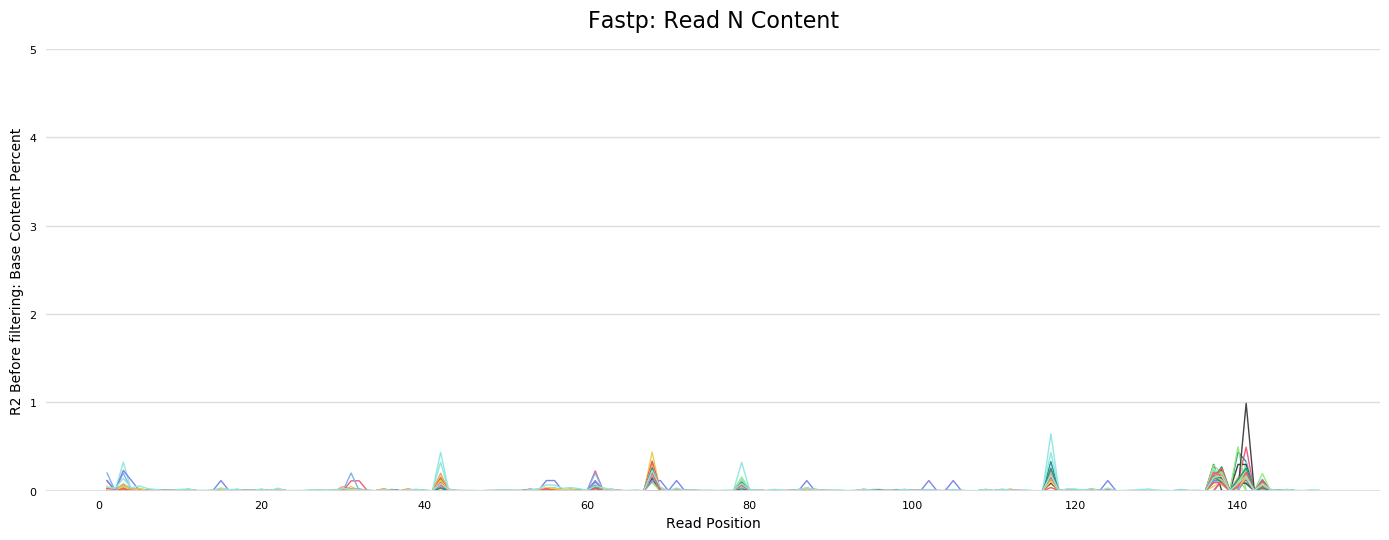 Fastp: Read N Content
R2 Before filtering: Base Content Percent
5
4
3
2
1
0
0 20 40 60 80 100 120 140
Read Position